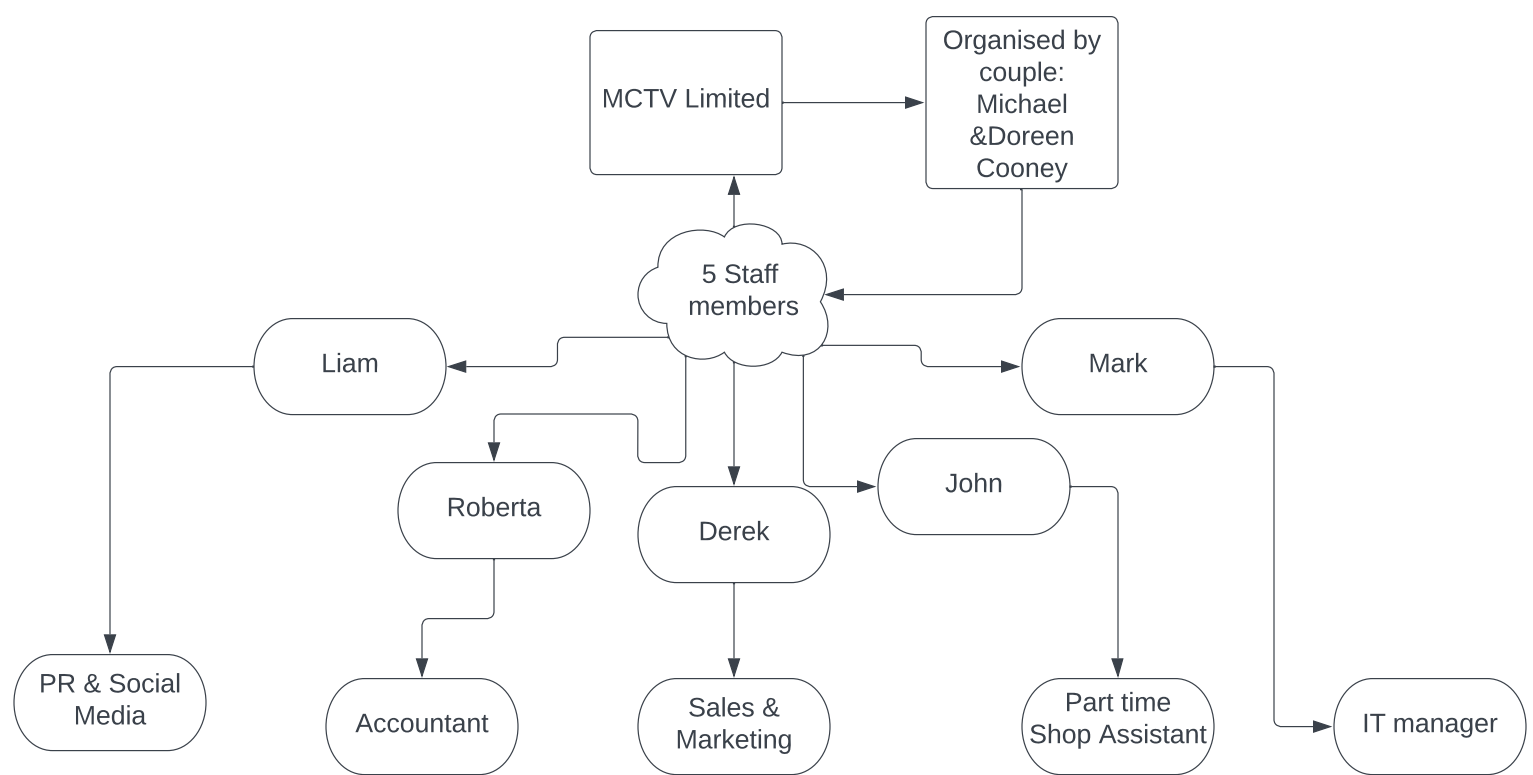 MCTV Limited
Organised by
couple:
Michael
&Doreen
Cooney
5 Staff
members
Liam
Mark
Roberta
Derek
John
PR & Social
Media
Accountant
Sales &
Marketing
Part time
Shop Assistant
IT manager